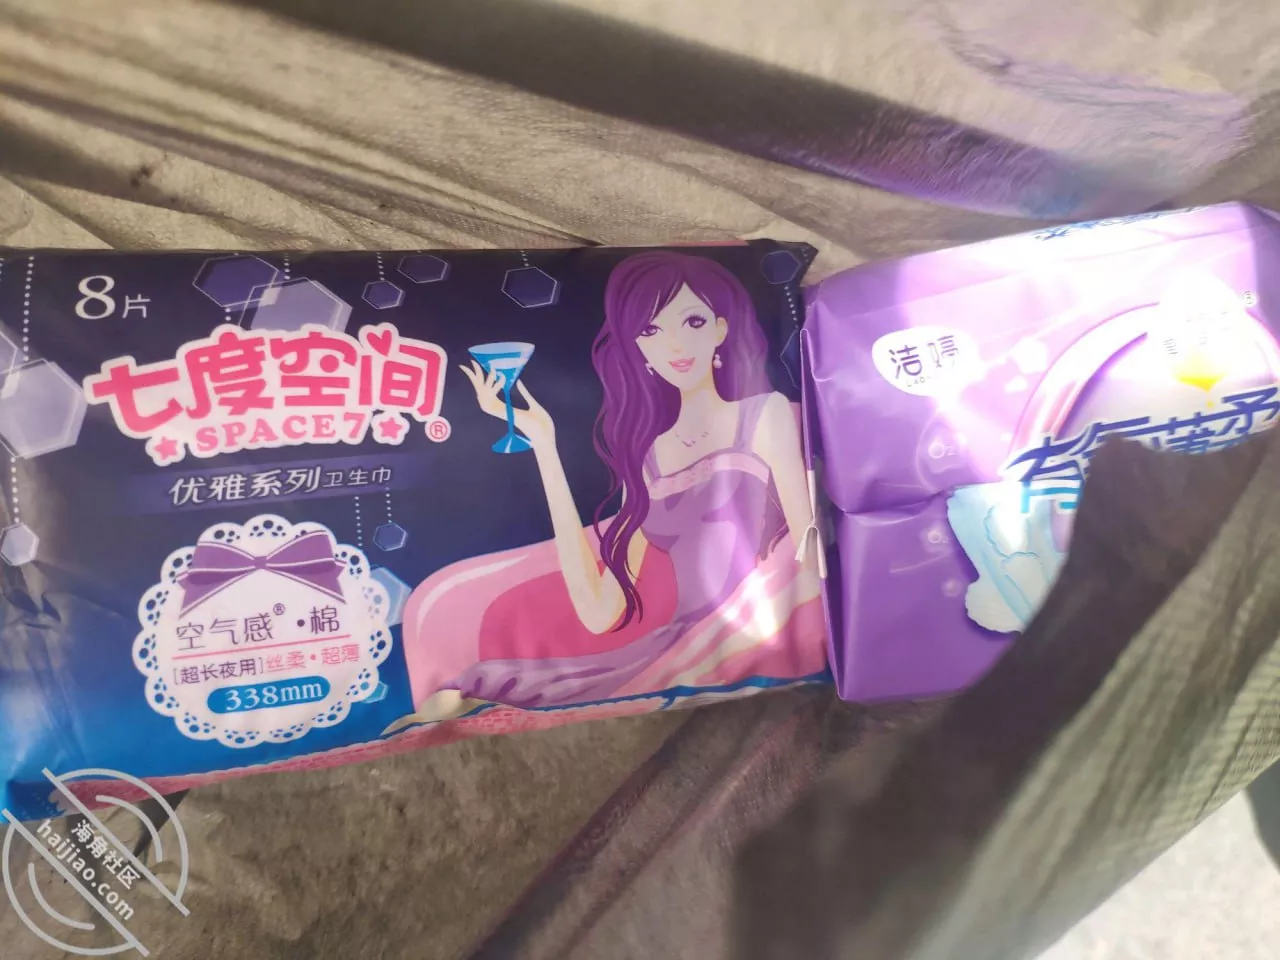 8片
七度空间
SPACE7®
优雅系列卫生巾
空气感®·棉
[超长夜用]丝柔·超薄
338mm
洁婷
O₂
海角社区
haijiao.com